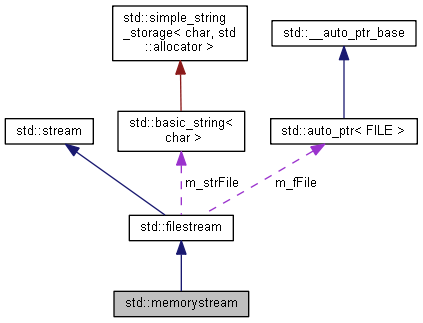 std::simple_string
_storage< char, std
::allocator >
std::__auto_ptr_base
std::stream
std::basic_string<
char >
std::auto_ptr< FILE >
m_strFile
m_fFile
std::filestream
std::memorystream